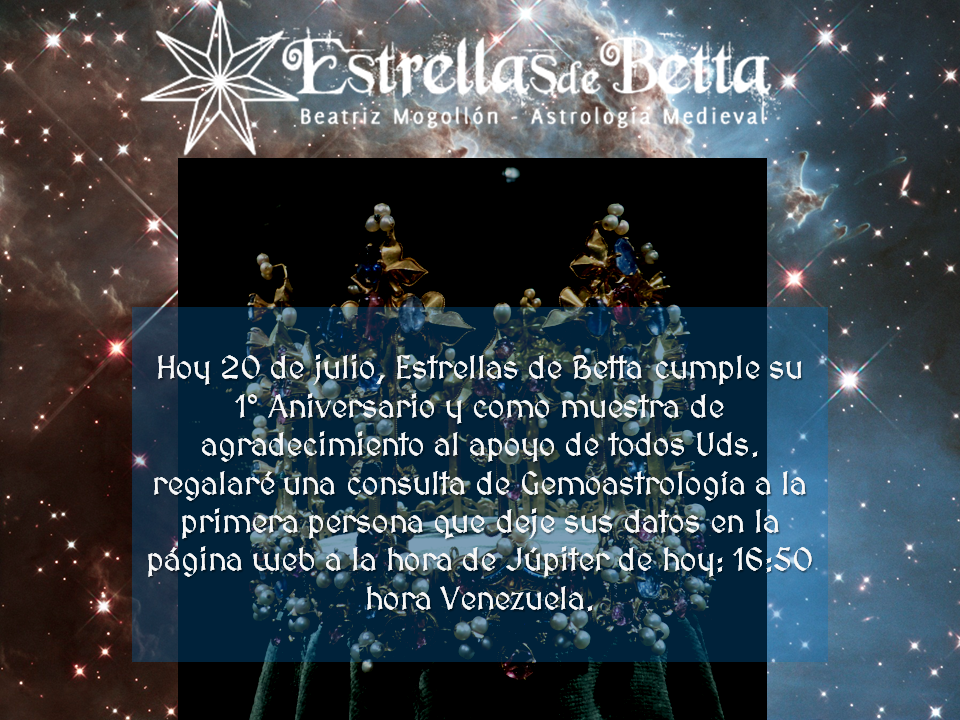 Estrellas de Betta
Beatriz Mogollón - Astrología Medieval
Hoy 20 de julio, Estrellas de Betta cumple su
1° Aniversario y como muestra de
agradecimiento al apoyo de todos Uds.
regalaré una consulta de Gemoastrología a la
primera persona que deje sus datos en la
página web a la hora de Júpiter de hoy: 16:50
hora Venezuela.